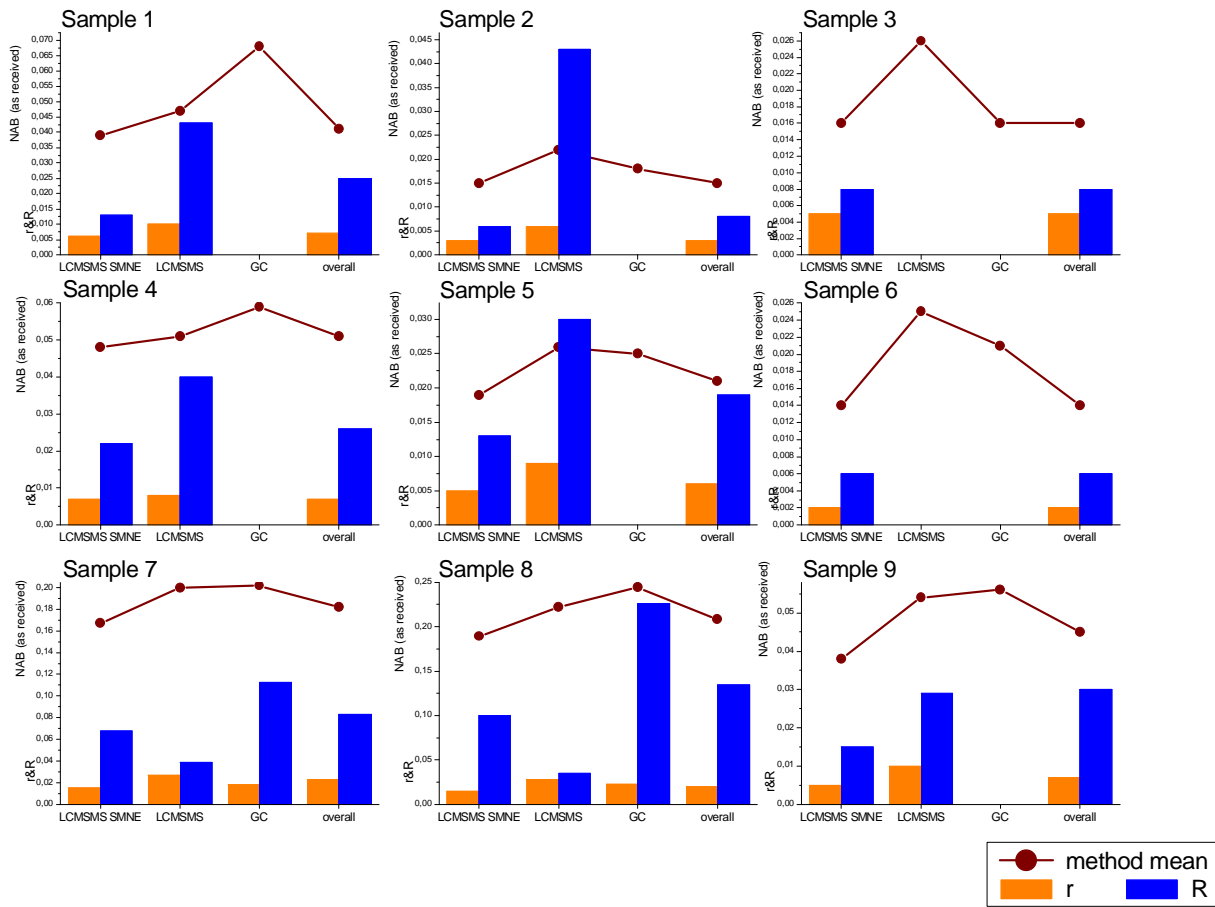 Sample 1
NAB (as received)
r&R
0,070
0,065
0,060
0,055
0,050
0,045
0,040
0,035
0,030
0,025
0,020
0,015
0,010
0,005
0,000
LCMSMS SMNE LCMSMS GC overall
Sample 2
NAB (as received)
r&R
0,045
0,040
0,035
0,030
0,025
0,020
0,015
0,010
0,005
0,000
LCMSMS SMNE LCMSMS GC overall
Sample 3
NAB (as received)
r&R
0,026
0,024
0,022
0,020
0,018
0,016
0,014
0,012
0,010
0,008
0,006
0,004
0,002
0,000
LCMSMS SMNE LCMSMS GC overall
Sample 4
NAB (as received)
r&R
0,06
0,05
0,04
0,03
0,02
0,01
0,00
LCMSMS SMNE LCMSMS GC overall
Sample 5
NAB (as received)
r&R
0,030
0,025
0,020
0,015
0,010
0,005
0,000
LCMSMS SMNE LCMSMS GC overall
Sample 6
NAB (as received)
r&R
0,026
0,024
0,022
0,020
0,018
0,016
0,014
0,012
0,010
0,008
0,006
0,004
0,002
0,000
LCMSMS SMNE LCMSMS GC overall
Sample 7
NAB (as received)
r&R
0,20
0,18
0,16
0,14
0,12
0,10
0,08
0,06
0,04
0,02
0,00
LCMSMS SMNE LCMSMS GC overall
Sample 8
NAB (as received)
r&R
0,25
0,20
0,15
0,10
0,05
0,00
LCMSMS SMNE LCMSMS GC overall
Sample 9
NAB (as received)
r&R
0,05
0,04
0,03
0,02
0,01
0,00
LCMSMS SMNE LCMSMS GC overall
method mean
r R